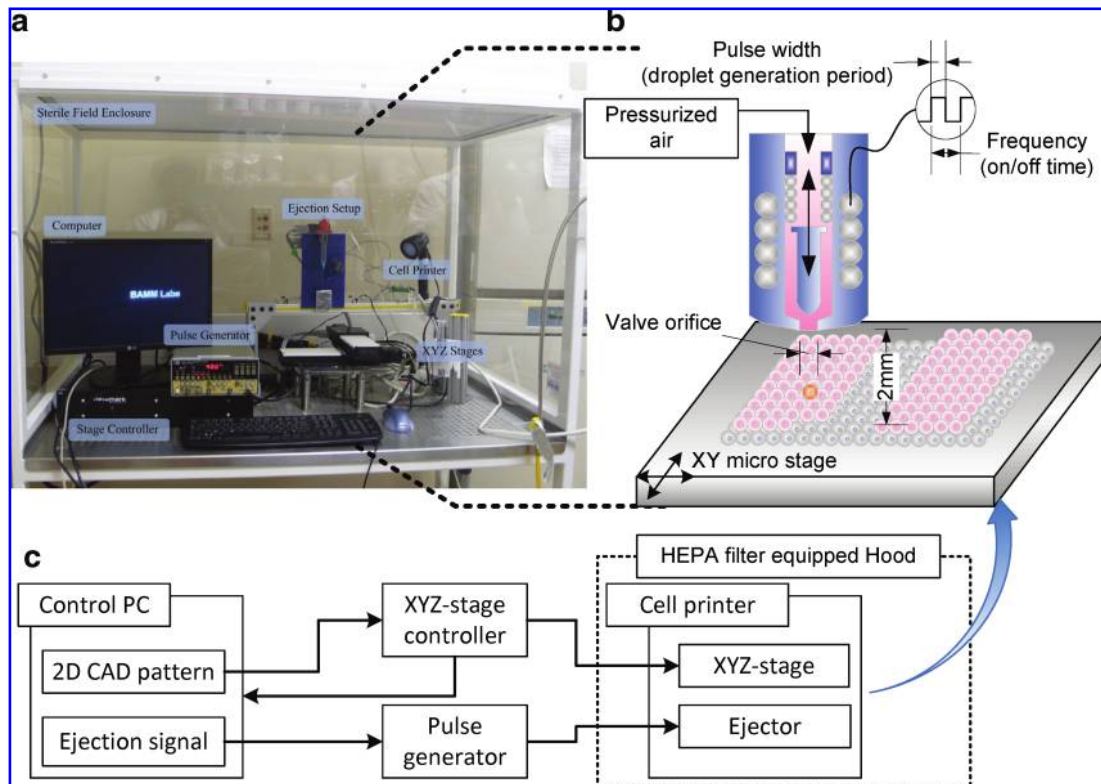 a
Sterile Field Enclosure
Ejection Setup
Computer
Cell Printer
BAMM Labs
Pulse Generator
XYZ Stages
Stage Controller
b
Pulse width
(droplet generation period)
Pressurized
air
Frequency
(on/off time)
Valve orifice
2mm
XY micro stage
c
HEPA filter equipped Hood
Control PC
XYZ-stage
controller
Cell printer
2D CAD pattern
XYZ-stage
Ejection signal
Pulse
generator
Ejector